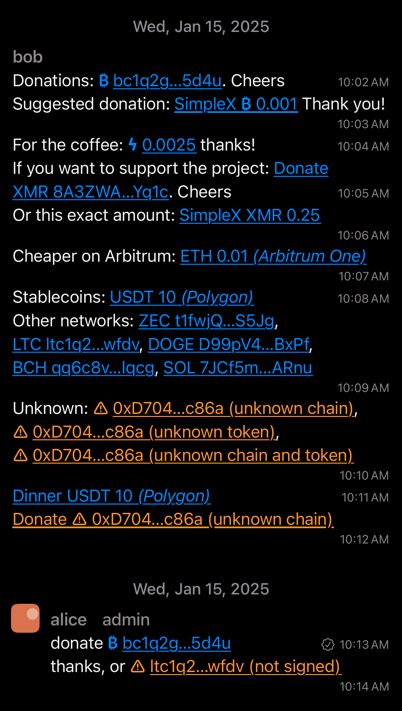 Wed, Jan 15, 2025
bob
Donations: ₿ bc1q2g...5d4u. Cheers 10:02 AM
Suggested donation: SimpleX ₿ 0.001 Thank you!
10:03 AM
For the coffee: ϟ 0.0025 thanks! 10:04 AM
If you want to support the project: Donate
XMR 8A3ZWA...Yq1c. Cheers 10:05 AM
Or this exact amount: SimpleX XMR 0.25
10:06 AM
Cheaper on Arbitrum: ETH 0.01 (Arbitrum One)
10:07 AM
Stablecoins: USDT 10 (Polygon) 10:08 AM
Other networks: ZEC t1fwjQ...S5Jg,
LTC ltc1q2...wfdv, DOGE D99pV4...BxPf,
BCH qq6c8v...lqcg, SOL 7JCf5m...ARnu
10:09 AM
Unknown: ⚠ 0XD704...c86a (unknown chain),
⚠ 0xD704...c86a (unknown token),
⚠ 0xD704...c86a (unknown chain and token)
10:10 AM
Dinner USDT 10 (Polygon) 10:11 AM
Donate ⚠ 0xD704...c86a (unknown chain)
10:12 AM
Wed, Jan 15, 2025
alice admin
donate ₿ bc1q2g...5d4u 10:13 AM
thanks, or ⚠ ltc1q2...wfdv (not signed)
10:14 AM